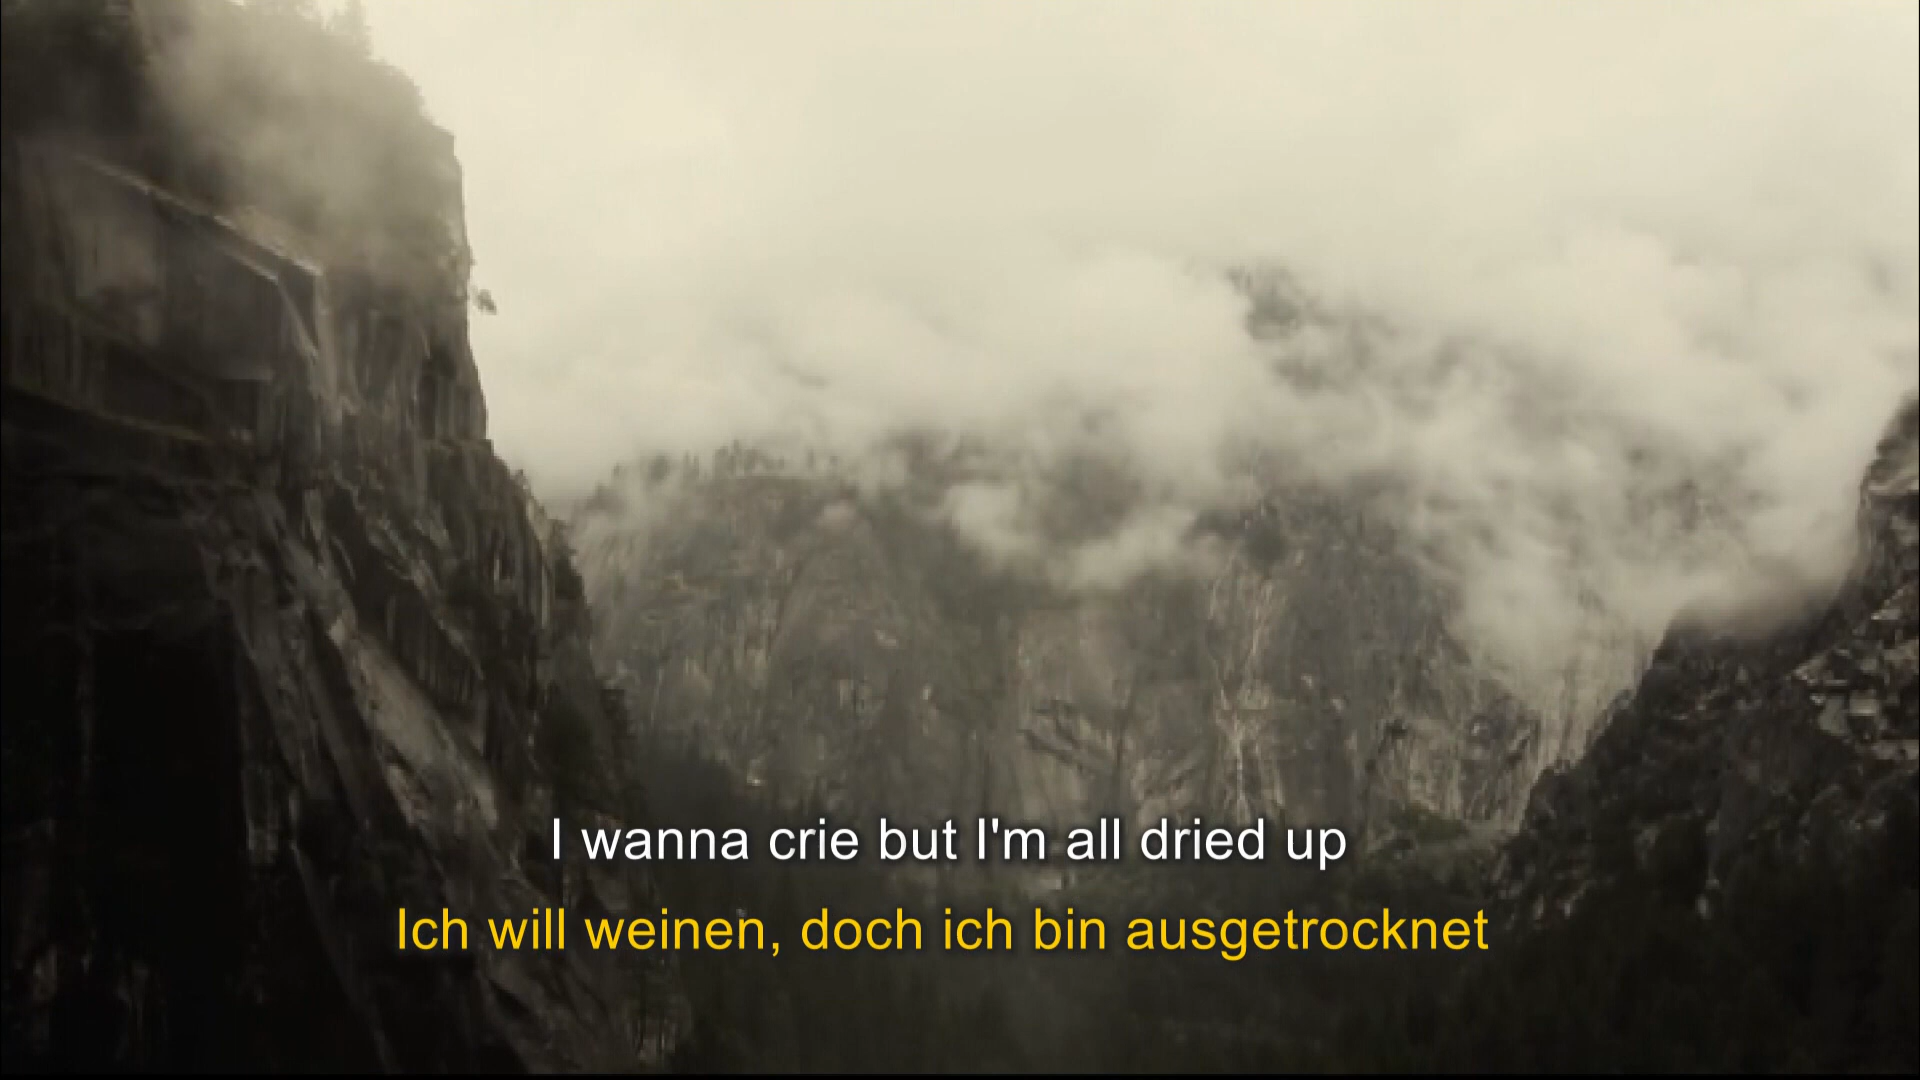 I wanna crie but I'm all dried up
Ich will weinen, doch ich bin ausgetrocknet